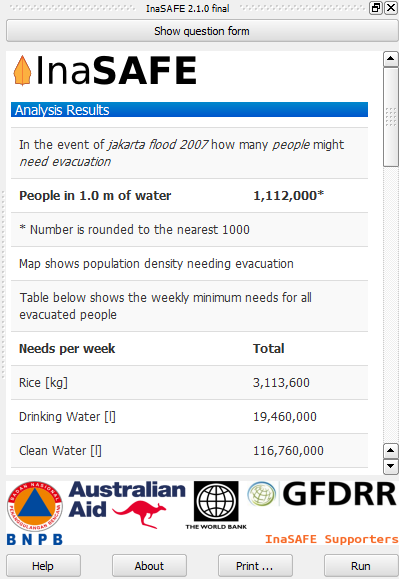 InaSAFE 2.1.0 final
Show question form
InaSAFE
Analysis Results
In the event of jakarta flood 2007 how many people might
need evacuation
People in 1.0 m of water 1,112,000*
* Number is rounded to the nearest 1000
Map shows population density needing evacuation
Table below shows the weekly minimum needs for all
evacuated people
Needs per week Total
Rice [kg] 3,113,600
Drinking Water [l] 19,460,000
Clean Water [l] 116,760,000
BADAN NASIONAL
PENANGGULANGAN BENCANA
BNPB
Australian
Aid
THE WORLD BANK
GFDRR
InaSAFE Supporters
Help About Print ... Run